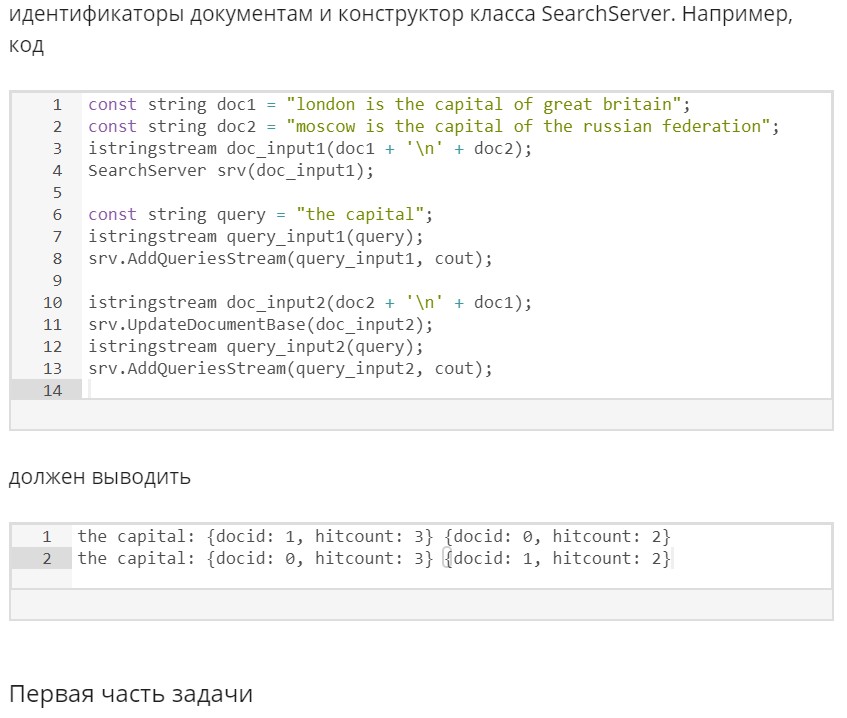 идентификаторы документам и конструктор класса SearchServer. Например,
код
1 const string doc1 = "london is the capital of great britain";
2 const string doc2 = "moscow is the capital of the russian federation";
3 istringstream doc_input1(doc1 + '\n' + doc2);
4 SearchServer srv(doc_input1);
5
6 const string query = "the capital";
7 istringstream query_input1(query);
8 srv.AddQueriesStream(query_input1, cout);
9
10 istringstream doc_input2(doc2 + '\n' + doc1);
11 srv.UpdateDocumentBase(doc_input2);
12 istringstream query_input2(query);
13 srv.AddQueriesStream(query_input2, cout);
14
должен выводить
1 the capital: {docid: 1, hitcount: 3} {docid: 0, hitcount: 2}
2 the capital: {docid: 0, hitcount: 3} {docid: 1, hitcount: 2}
Первая часть задачи